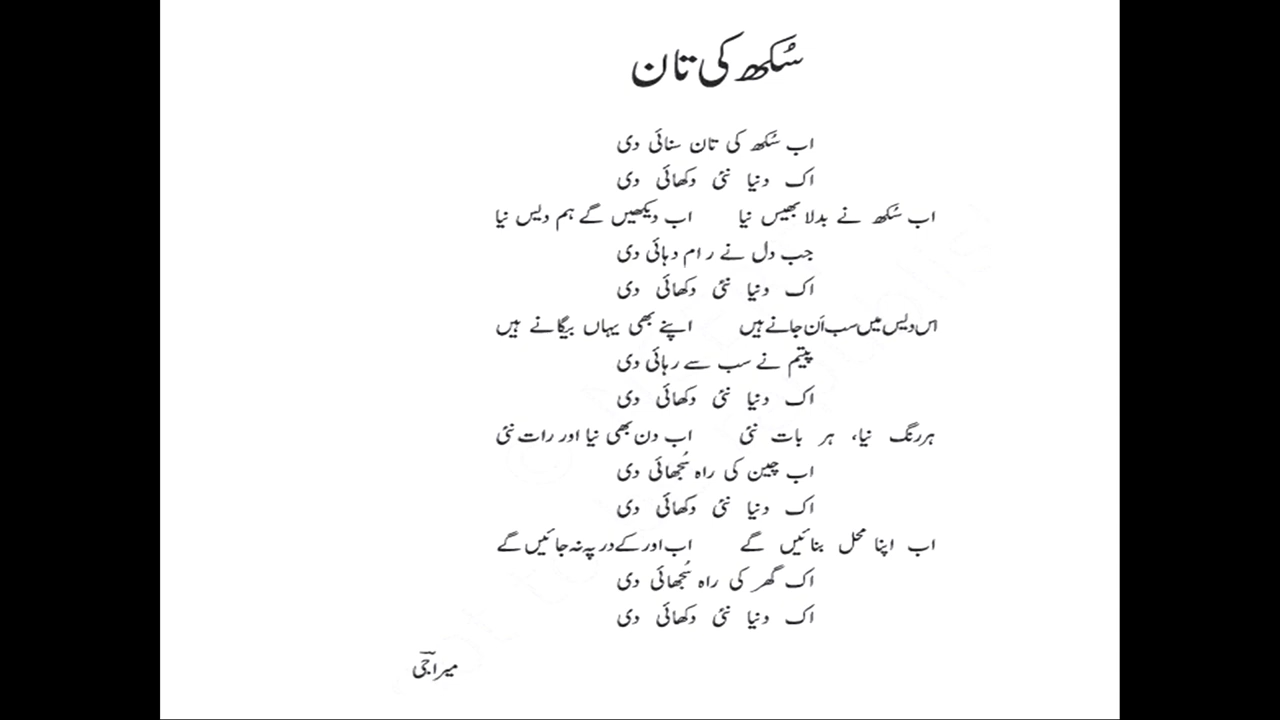 سُکھ کی تان
اب سُکھ کی تان سنائی دی
اک دنیا نئی دکھائی دی
اب سُکھ نے بدلا بھیس نیا اب دیکھیں گے ہم دیس نیا
جب دل نے رام دہائی دی
اک دنیا نئی دکھائی دی
اس دیس میں سب اَن جانے ہیں اپنے بھی یہاں بیگانے ہیں
پیتم نے سب سے رہائی دی
اک دنیا نئی دکھائی دی
ہر رنگ نیا، ہر بات نئی اب دن بھی نیا اور رات نئی
اب چین کی راہ سُجھائی دی
اک دنیا نئی دکھائی دی
اب اپنا محل بنائیں گے اب اور کے در پہ نہ جائیں گے
اک گھر کی راہ سُجھائی دی
اک دنیا نئی دکھائی دی
میراجی